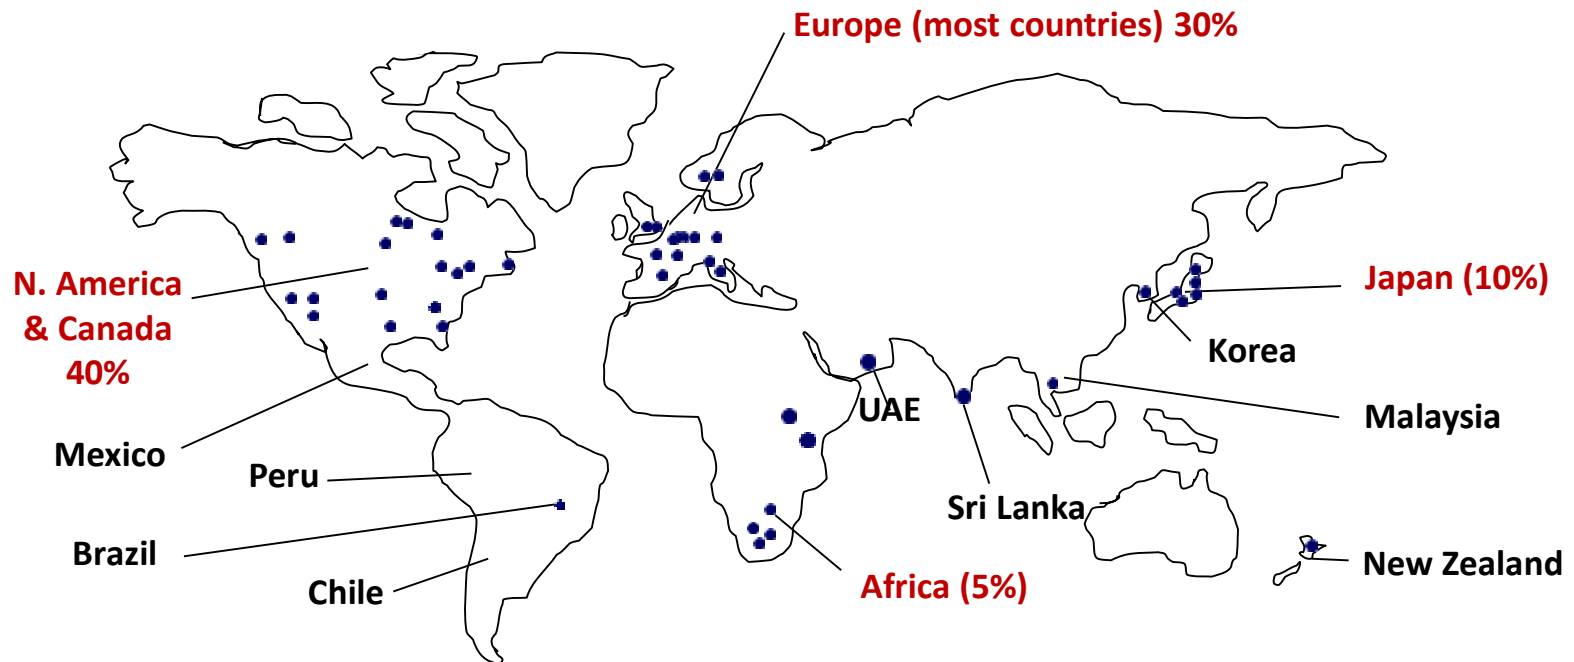 Europe (most countries) 30%
N. America
& Canada
40%
Japan (10%)
Korea
UAE
Malaysia
Mexico
Peru
Sri Lanka
Brazil
Chile
Africa (5%)
New Zealand